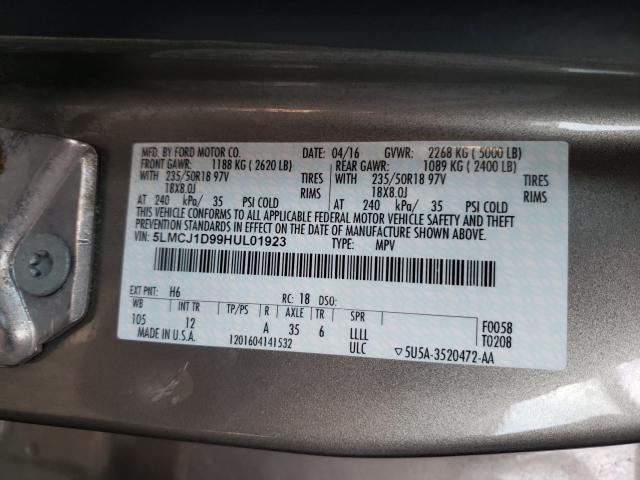 MFD. BY FORD MOTOR CO. DATE: 04/16 GVWR: 2268 KG ( 5000 LB)
FRONT GAWR: 1188 KG ( 2620 LB) REAR GAWR: 1089 KG ( 2400 LB)
WITH 235/50R18 97V TIRES WITH 235/50R18 97V TIRES
18X8.0J RIMS 18X8.0J RIMS
AT 240 kPa/ 35 PSI COLD AT 240 kPa/ 35 PSI COLD
THIS VEHICLE CONFORMS TO ALL APPLICABLE FEDERAL MOTOR VEHICLE SAFETY AND THEFT
PREVENTION STANDARDS IN EFFECT ON THE DATE OF MANUFACTURE SHOWN ABOVE.
VIN: 5LMCJ1D99HUL01923 TYPE: MPV
EXT PNT: H6 RC: 18 DSO:
WB INT TR TP/PS R AXLE TR SPR
105 12 A 35 6 LLLL F0058
MADE IN U.S.A. 1201604141532 ULC T0208
5U5A-3520472-AA